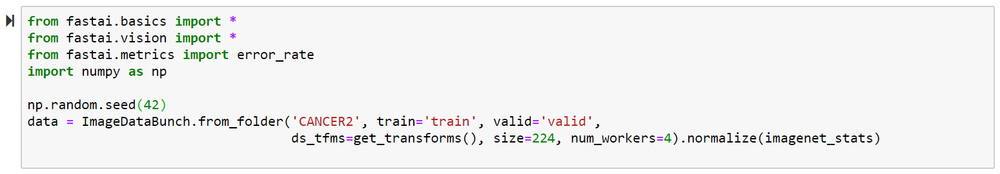 from fastai.basics import *
from fastai.vision import *
from fastai.metrics import error_rate
import numpy as np
np.random.seed(42)
data = ImageDataBunch.from_folder('CANCER2', train='train', valid='valid',
ds_tfms=get_transforms(), size=224, num_workers=4).normalize(imagenet_stats)